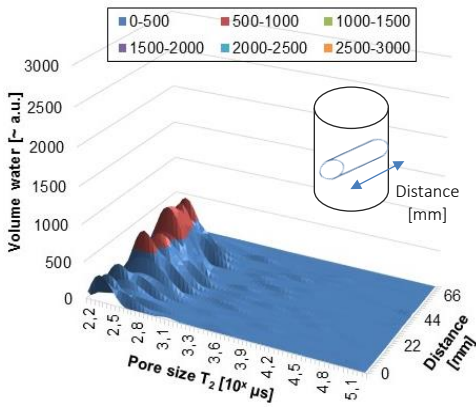 0-500 500-1000 1000-1500
1500-2000 2000-2500 2500-3000
3000
2500
2000
1500
1000
500
0
Volume water [~ a.u.]
Distance
[mm]
2,2
2,5
2,8
3,1
3,3
3,6
3,9
4,2
4,5
4,8
5,1
Pore size T₂ [10ˣ µs]
0
22
44
66
Distance
[mm]